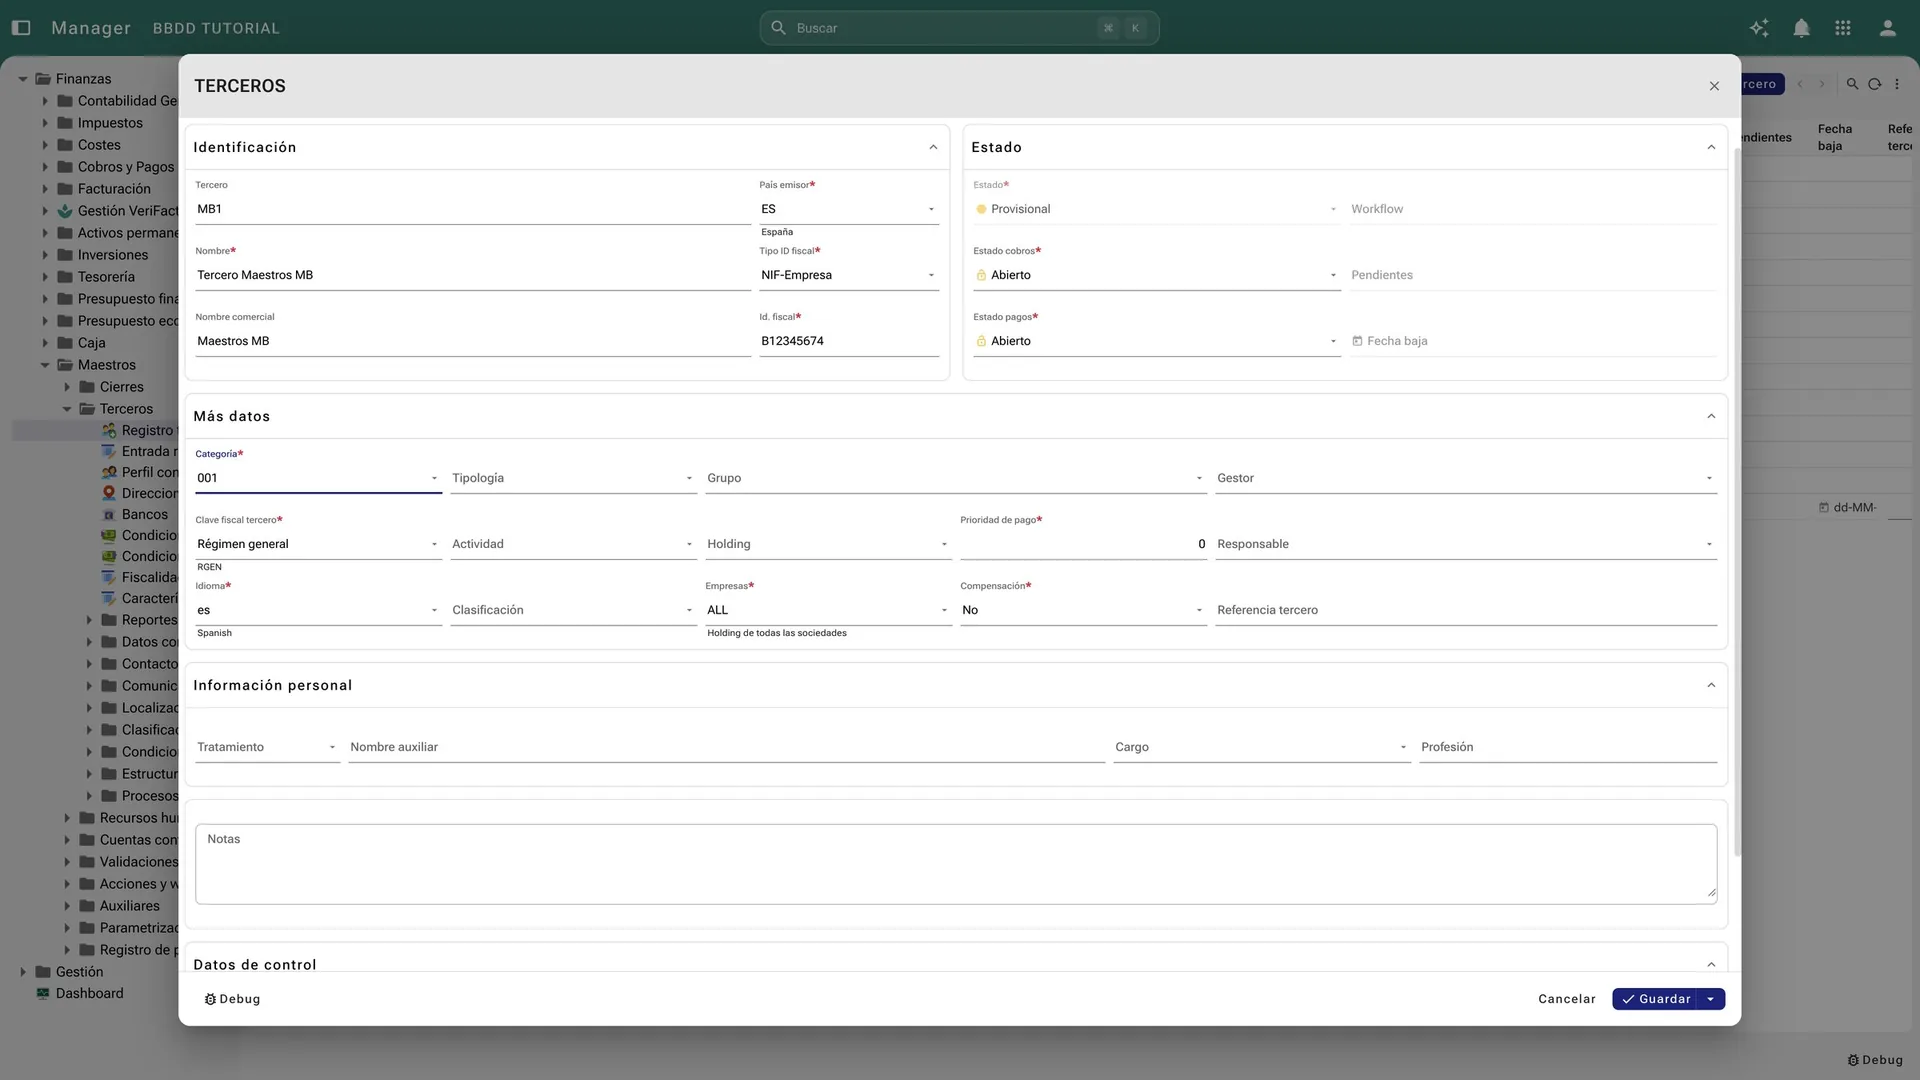 Manager BBDD TUTORIAL
Buscar
⌘ K
Finanzas
Contabilidad Ge
Impuestos
Costes
Cobros y Pagos
Facturación
Gestión VeriFact
Activos permane
Inversiones
Tesorería
Presupuesto fina
Presupuesto eco
Caja
Maestros
Cierres
Terceros
Registro
Entrada r
Perfil con
Direccion
Bancos
Condicio
Condicio
Fiscalida
Caracterí
Reportes
Datos co
Contacto
Comunic
Localizac
Clasificac
Condicio
Estructur
Procesos
Recursos hu
Cuentas con
Validaciones
Acciones y w
Auxiliares
Parametrizac
Registro de p
Gestión
Dashboard
TERCEROS
Identificación
Tercero
MB1
País emisor*
ES
España
Nombre*
Tercero Maestros MB
Tipo ID fiscal*
NIF-Empresa
Nombre comercial
Maestros MB
Id. fiscal*
B12345674
Estado
Estado*
Provisional
Workflow
Estado cobros*
Abierto
Pendientes
Estado pagos*
Abierto
Fecha baja
Más datos
Categoría*
001
Tipología
Grupo
Gestor
Clave fiscal tercero*
Régimen general
RGEN
Actividad
Holding
Prioridad de pago*
0
Responsable
Idioma*
es
Spanish
Clasificación
Empresas*
ALL
Holding de todas las sociedades
Compensación*
No
Referencia tercero
Información personal
Tratamiento
Nombre auxiliar
Cargo
Profesión
Notas
Datos de control
Debug
Cancelar
Guardar
rcero
ndientes
Fecha
baja
Refe
terc
dd-MM-
Debug